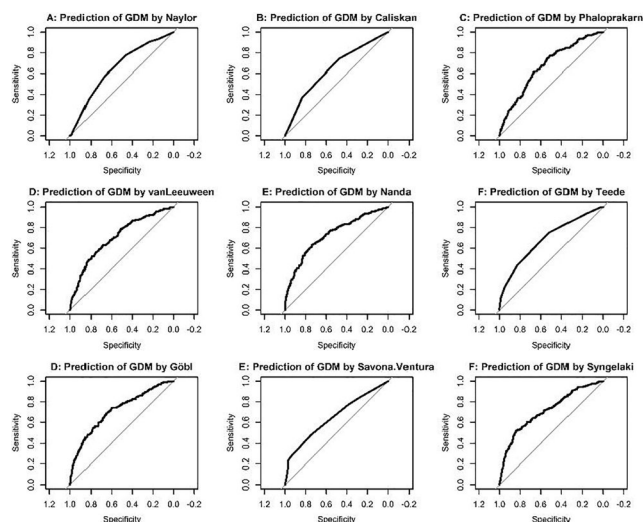 A: Prediction of GDM by Naylor
B: Prediction of GDM by Caliskan
C: Prediction of GDM by Phaloprakarn
Sensitivity
0.0 0.2 0.4 0.6 0.8 1.0
1.2 1.0 0.8 0.6 0.4 0.2 0.0 -0.2
Specificity
Sensitivity
0.0 0.2 0.4 0.6 0.8 1.0
1.2 1.0 0.8 0.6 0.4 0.2 0.0 -0.2
Specificity
Sensitivity
0.0 0.2 0.4 0.6 0.8 1.0
1.2 1.0 0.8 0.6 0.4 0.2 0.0 -0.2
Specificity
D: Prediction of GDM by vanLeeuween
E: Prediction of GDM by Nanda
F: Prediction of GDM by Teede
Sensitivity
0.0 0.2 0.4 0.6 0.8 1.0
1.2 1.0 0.8 0.6 0.4 0.2 0.0 -0.2
Specificity
Sensitivity
0.0 0.2 0.4 0.6 0.8 1.0
1.2 1.0 0.8 0.6 0.4 0.2 0.0 -0.2
Specificity
Sensitivity
0.0 0.2 0.4 0.6 0.8 1.0
1.2 1.0 0.8 0.6 0.4 0.2 0.0 -0.2
Specificity
D: Prediction of GDM by Göbl
E: Prediction of GDM by Savona.Ventura
F: Prediction of GDM by Syngelaki
Sensitivity
0.0 0.2 0.4 0.6 0.8 1.0
1.2 1.0 0.8 0.6 0.4 0.2 0.0 -0.2
Specificity
Sensitivity
0.0 0.2 0.4 0.6 0.8 1.0
1.2 1.0 0.8 0.6 0.4 0.2 0.0 -0.2
Specificity
Sensitivity
0.0 0.2 0.4 0.6 0.8 1.0
1.2 1.0 0.8 0.6 0.4 0.2 0.0 -0.2
Specificity